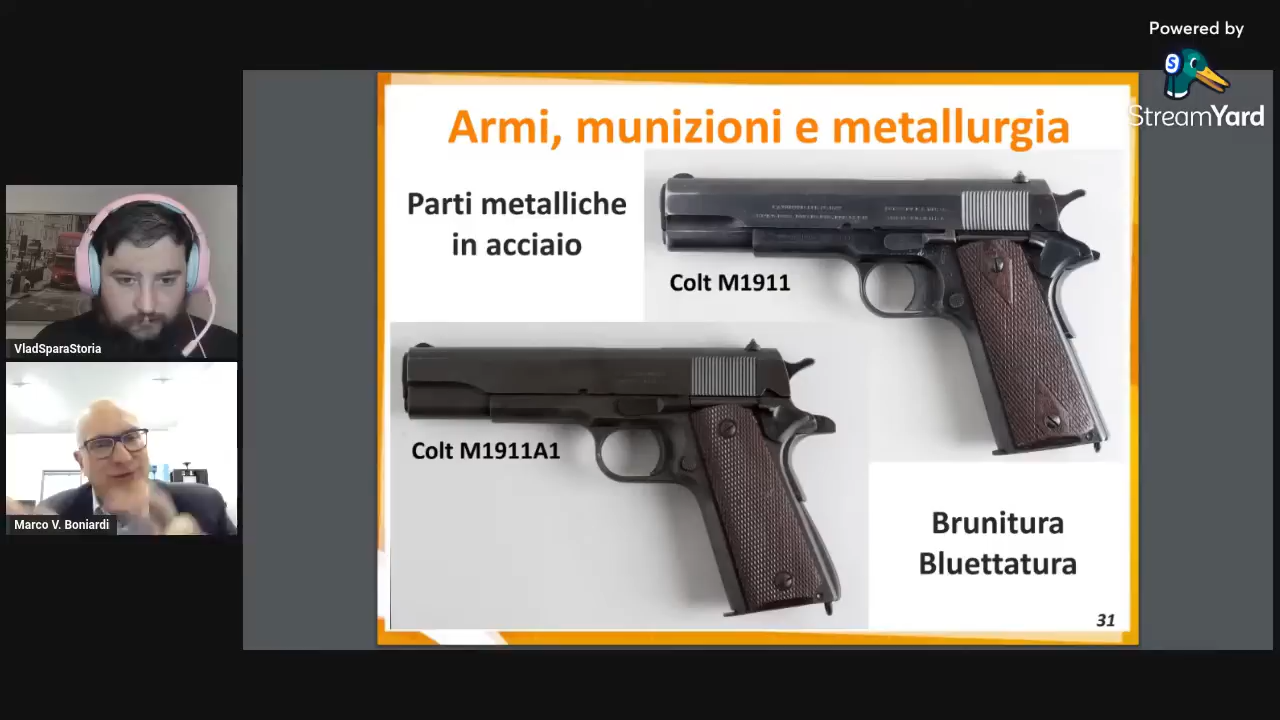 Powered by
StreamYard
Armi, munizioni e metallurgia
Parti metalliche
in acciaio
Colt M1911
Colt M1911A1
Brunitura
Bluettatura
31
VladSparaStoria
Marco V. Boniardi